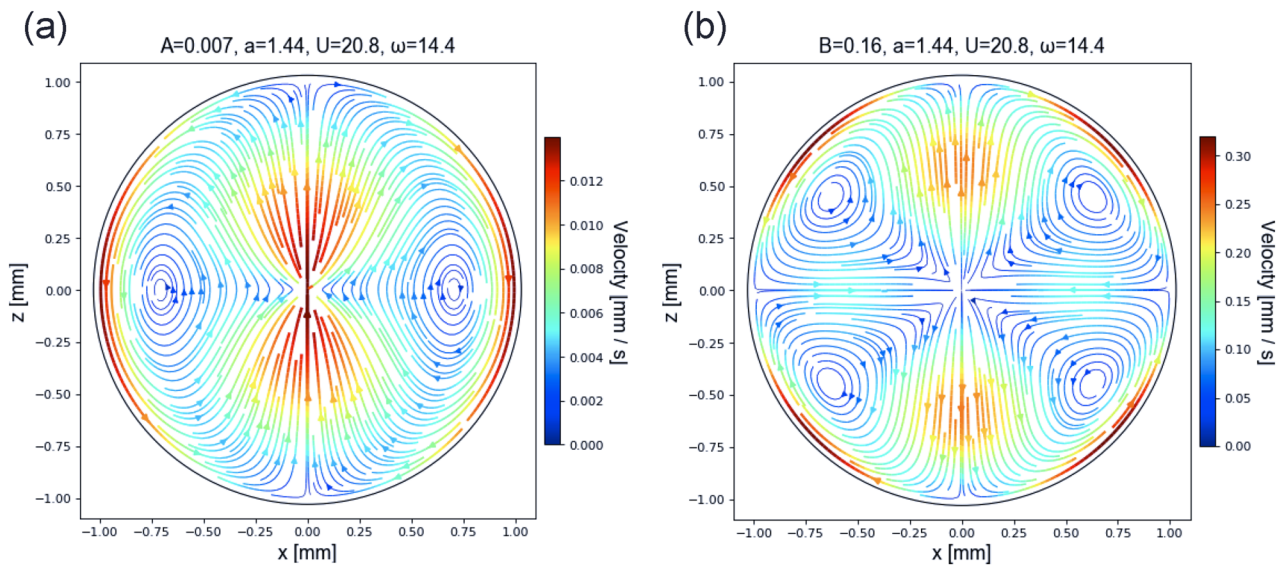 (a)
A=0.007, a=1.44, U=20.8, ω=14.4
1.00
0.75
0.50
0.25
0.00
−0.25
−0.50
−0.75
−1.00
z [mm]
−1.00 −0.75 −0.50 −0.25 0.00 0.25 0.50 0.75 1.00
x [mm]
0.012
0.010
0.008
0.006
0.004
0.002
0.000
Velocity [mm / s]
(b)
B=0.16, a=1.44, U=20.8, ω=14.4
1.00
0.75
0.50
0.25
0.00
−0.25
−0.50
−0.75
−1.00
z [mm]
−1.00 −0.75 −0.50 −0.25 0.00 0.25 0.50 0.75 1.00
x [mm]
0.30
0.25
0.20
0.15
0.10
0.05
0.00
Velocity [mm / s]